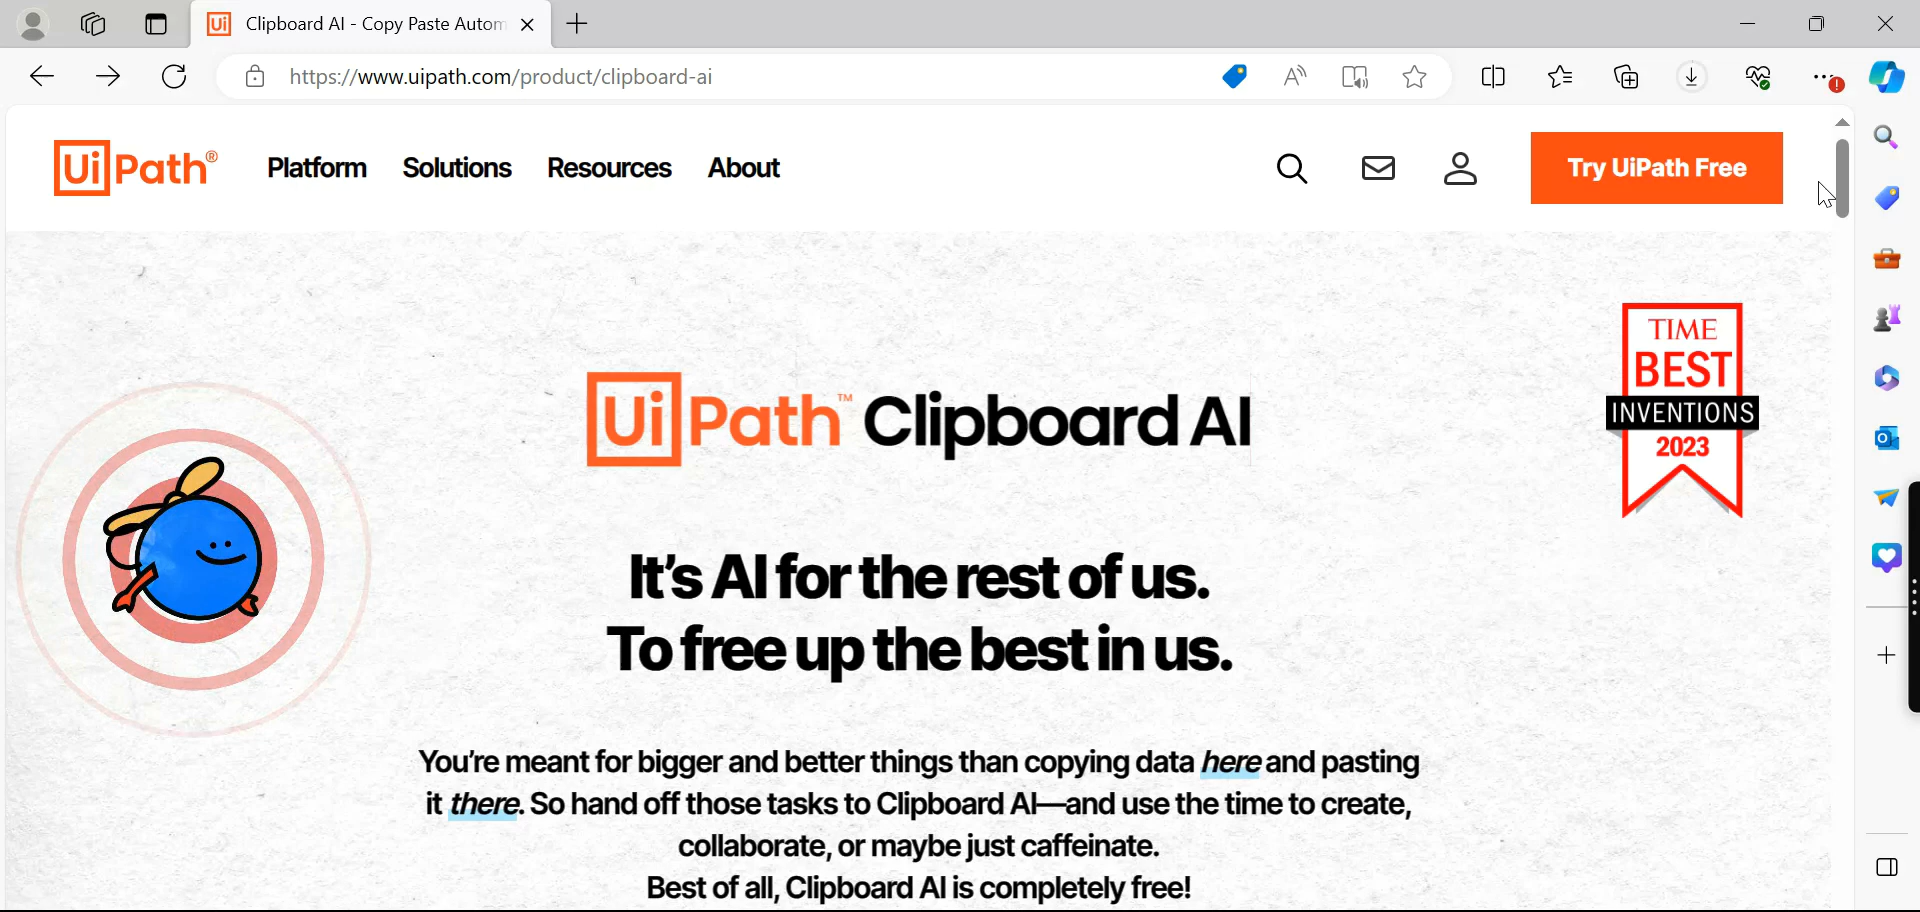 Clipboard AI - Copy Paste Autom
https://www.uipath.com/product/clipboard-ai
UiPath®
Platform Solutions Resources About
Try UiPath Free
TIME
BEST
INVENTIONS
2023
UiPath™ Clipboard AI
It's AI for the rest of us.
To free up the best in us.
You're meant for bigger and better things than copying data here and pasting
it there. So hand off those tasks to Clipboard AI—and use the time to create,
collaborate, or maybe just caffeinate.
Best of all, Clipboard AI is completely free!